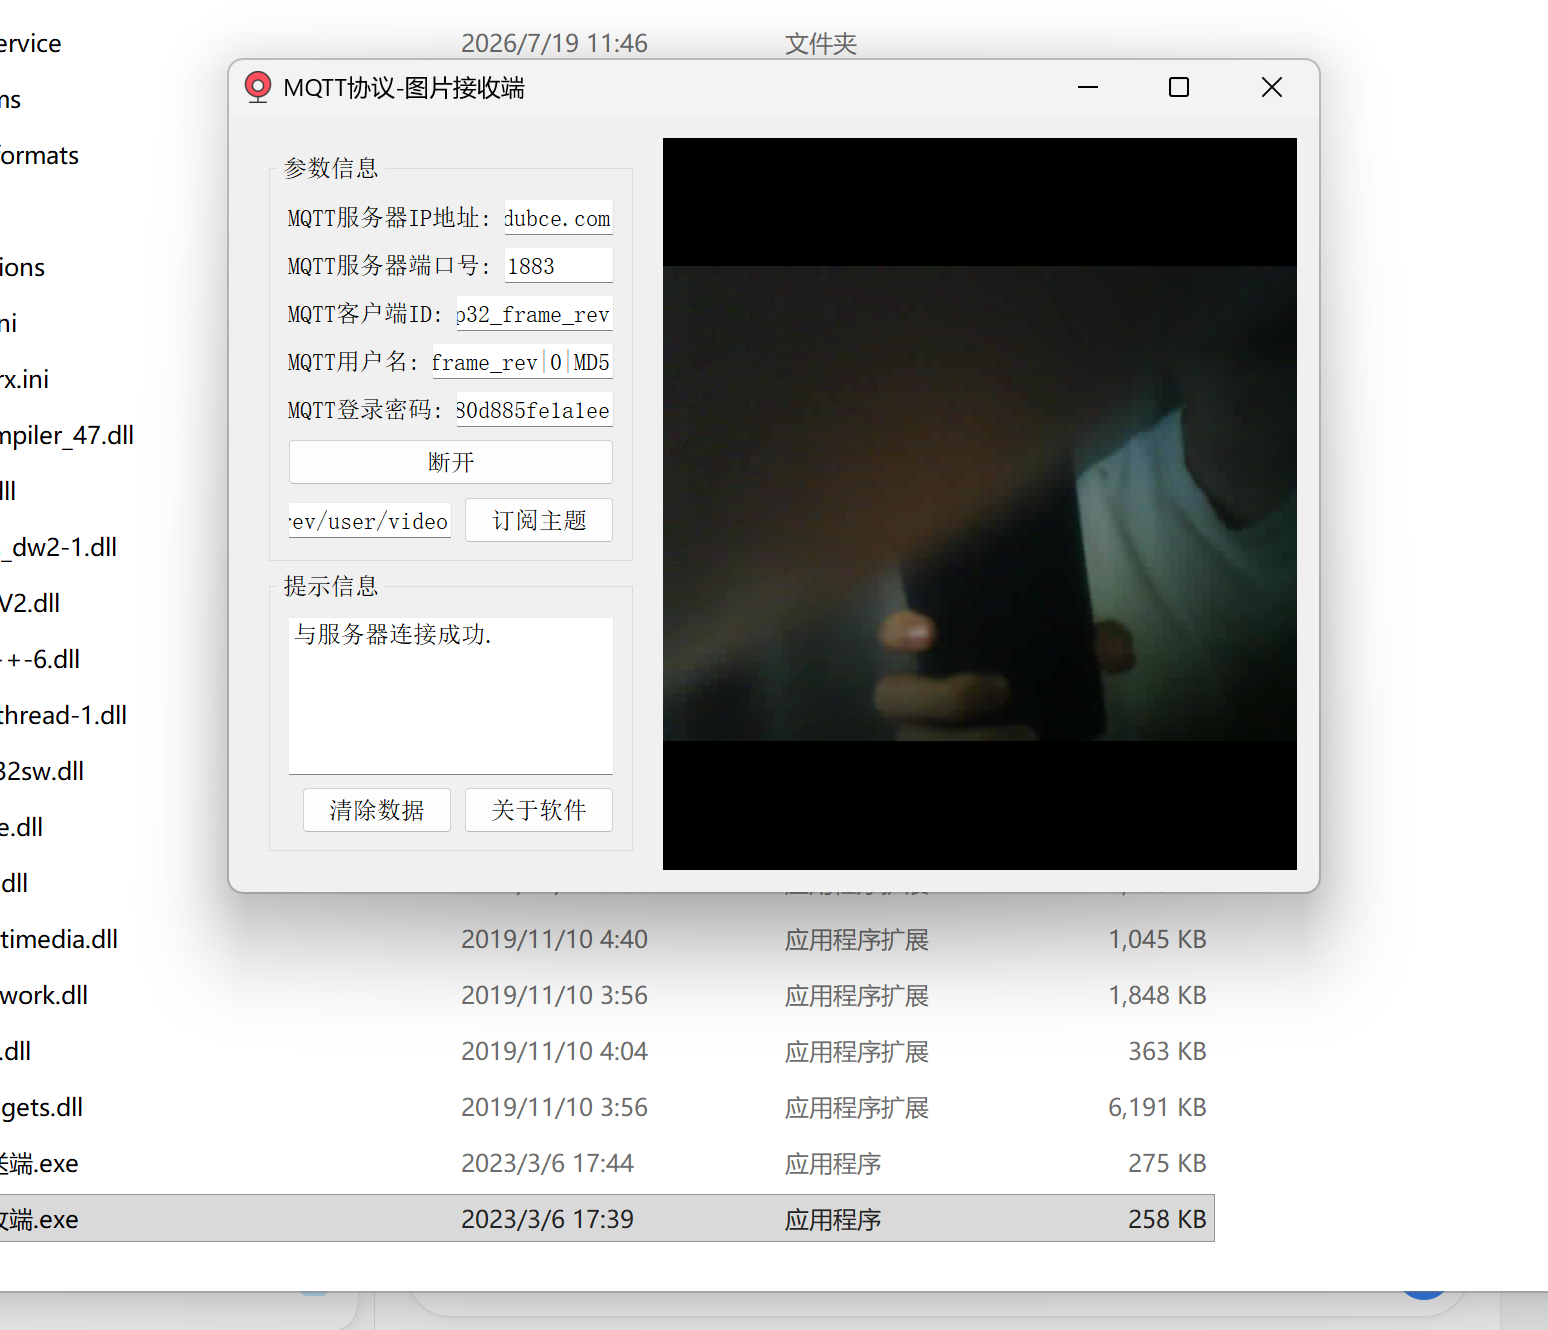 ervice 2026/7/19 11:46 文件夹
MQTT协议-图片接收端
ms
formats
ions
ni
rx.ini
mpiler_47.dll
dll
_dw2-1.dll
V2.dll
++-6.dll
thread-1.dll
32sw.dll
e.dll
.dll
参数信息
MQTT服务器IP地址: dubce.com
MQTT服务器端口号: 1883
MQTT客户端ID: p32_frame_rev
MQTT用户名: frame_rev|0|MD5
MQTT登录密码: 80d885fe1a1ee
断开
rev/user/video 订阅主题
提示信息
与服务器连接成功.
清除数据 关于软件
timedia.dll 2019/11/10 4:40 应用程序扩展 1,045 KB
work.dll 2019/11/10 3:56 应用程序扩展 1,848 KB
.dll 2019/11/10 4:04 应用程序扩展 363 KB
gets.dll 2019/11/10 3:56 应用程序扩展 6,191 KB
送端.exe 2023/3/6 17:44 应用程序 275 KB
收端.exe 2023/3/6 17:39 应用程序 258 KB